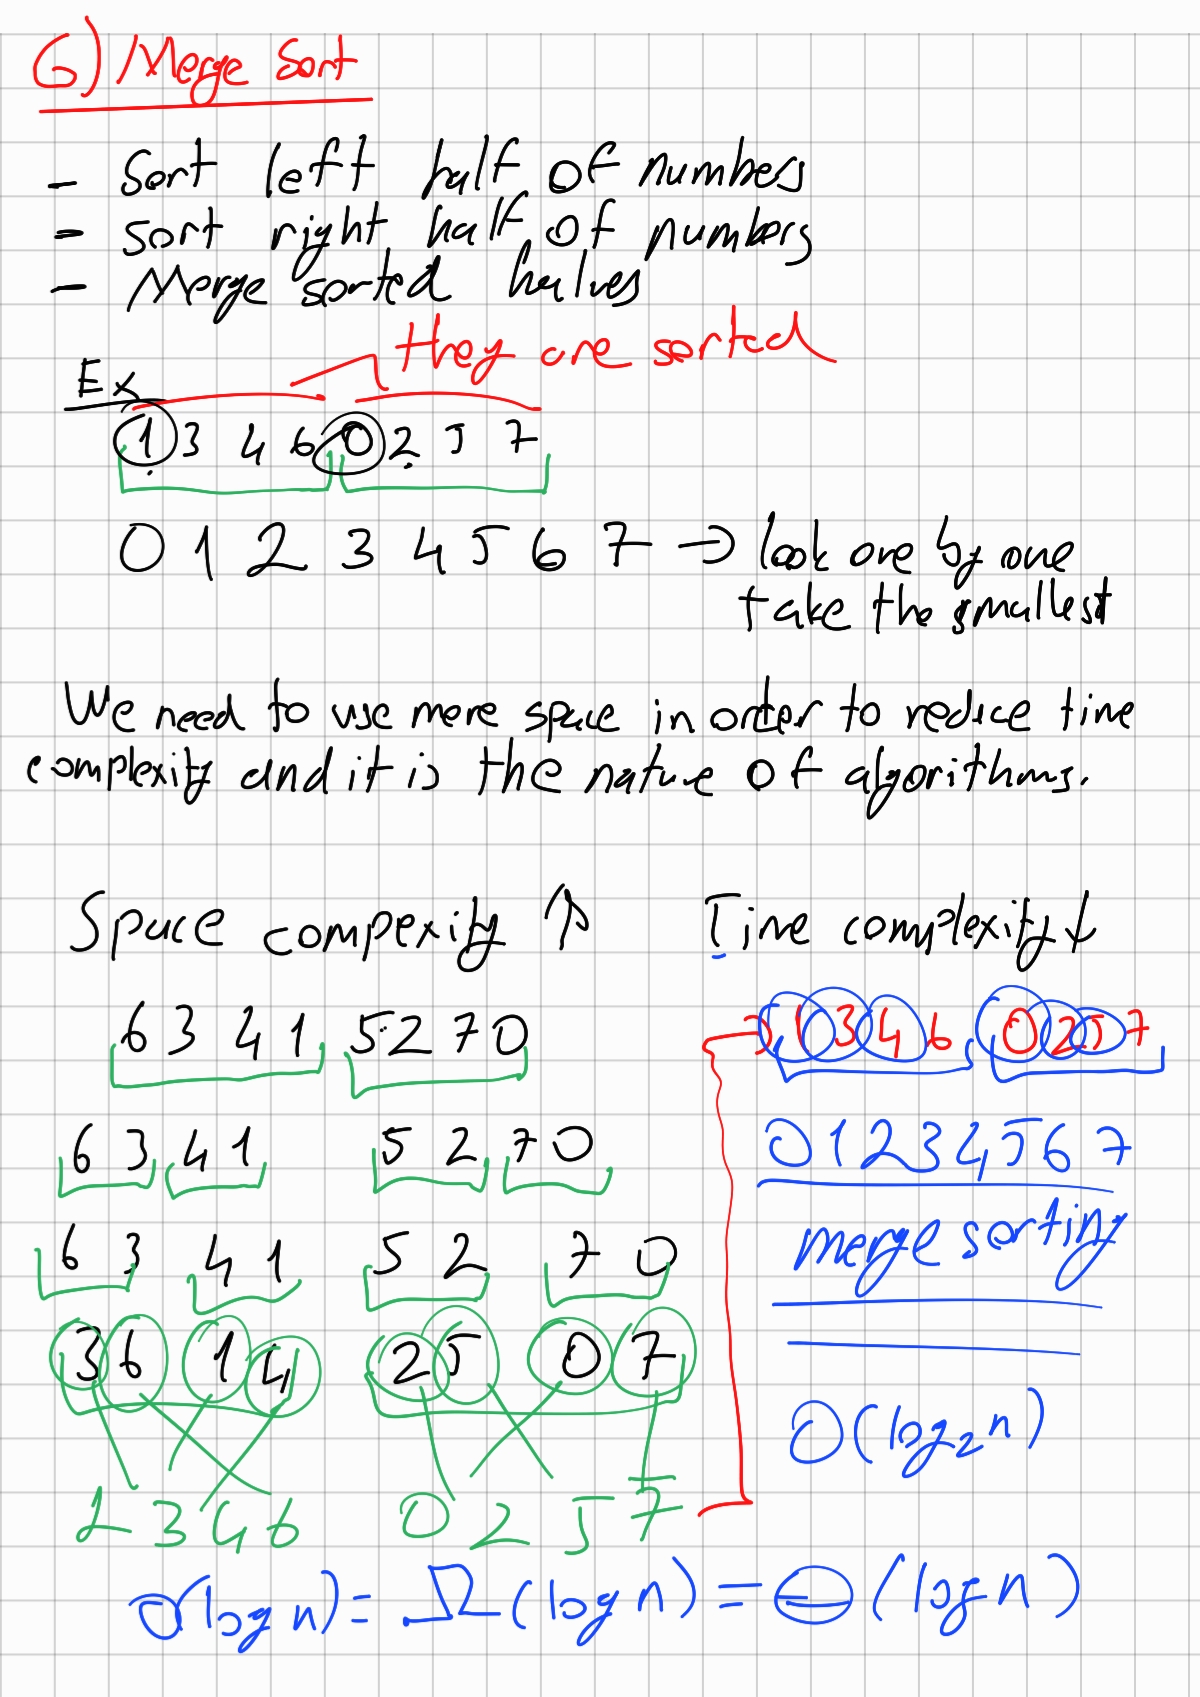 6) Merge Sort
- Sort left half of numbers
- sort right half of numbers
- Merge sorted halves
they are sorted
Ex
1 3 4 6 0 2 5 7
0 1 2 3 4 5 6 7 → look one by one
take the smallest
We need to use more space in order to reduce time
complexity and it is the nature of algorithms.
Space compexity ↑ Time complexity ↓
6 3 4 1 5 2 7 0
6 3 4 1 5 2 7 0
6 3 4 1 5 2 7 0
3 6 1 4 2 5 0 7
1 3 4 6 0 2 5 7
1 3 4 6 0 2 5 7
0 1 2 3 4 5 6 7
merge sorting
O(log₂n)
O(log n) = Ω(log n) = Θ(log n)